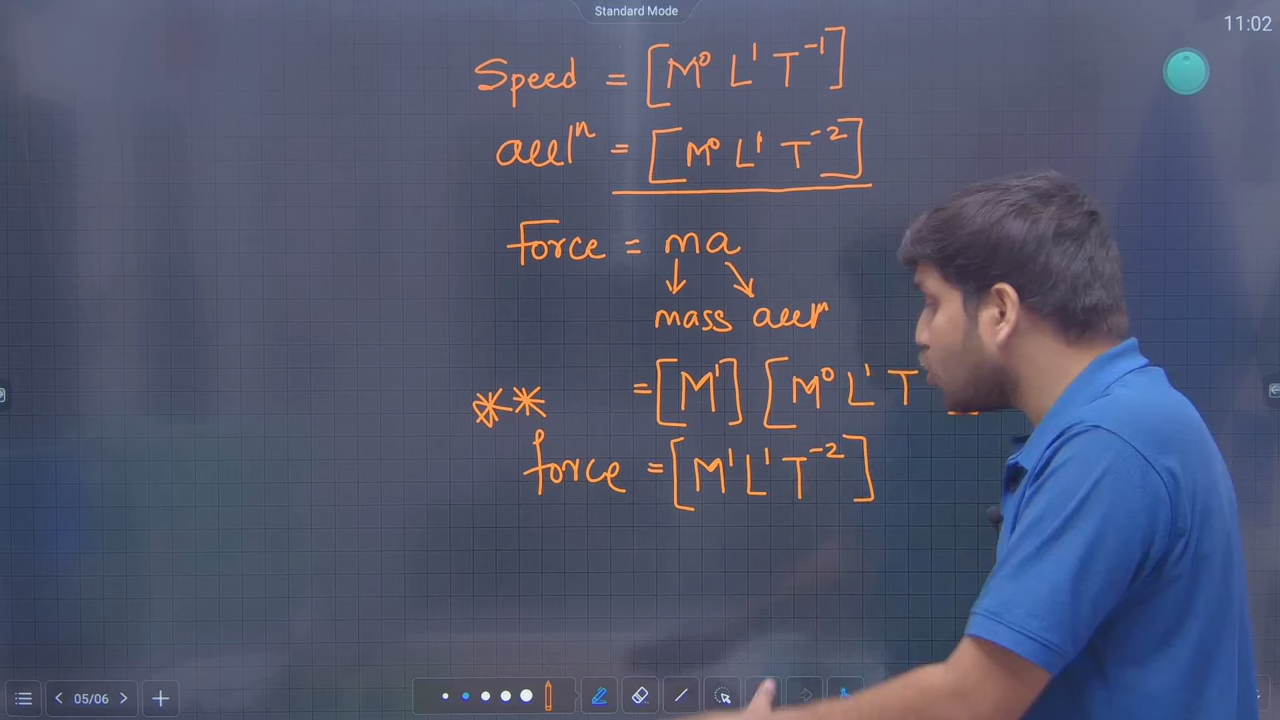 Standard Mode
11:02
Speed = [M⁰ L¹ T⁻¹]
acclⁿ = [M⁰ L¹ T⁻²]
Force = ma
mass acclⁿ
= [M¹] [M⁰ L¹ T
** force = [M¹ L¹ T⁻²]
05/06